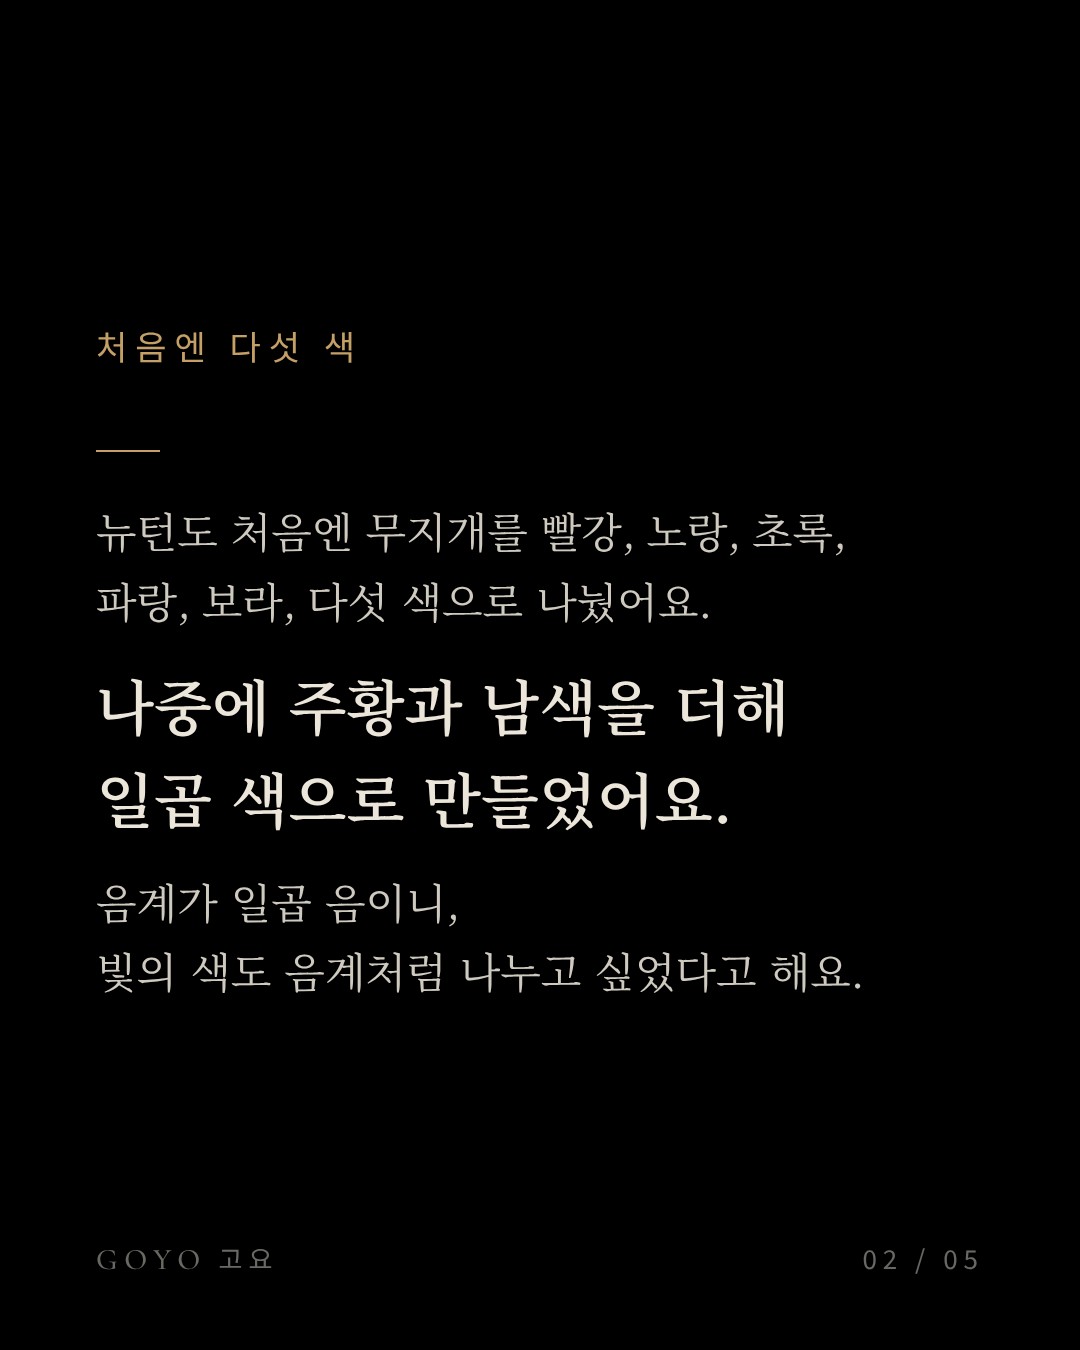 처음엔 다섯 색
뉴턴도 처음엔 무지개를 빨강, 노랑, 초록,
파랑, 보라, 다섯 색으로 나눴어요.
나중에 주황과 남색을 더해
일곱 색으로 만들었어요.
음계가 일곱 음이니,
빛의 색도 음계처럼 나누고 싶었다고 해요.
GOYO 고요
02 / 05